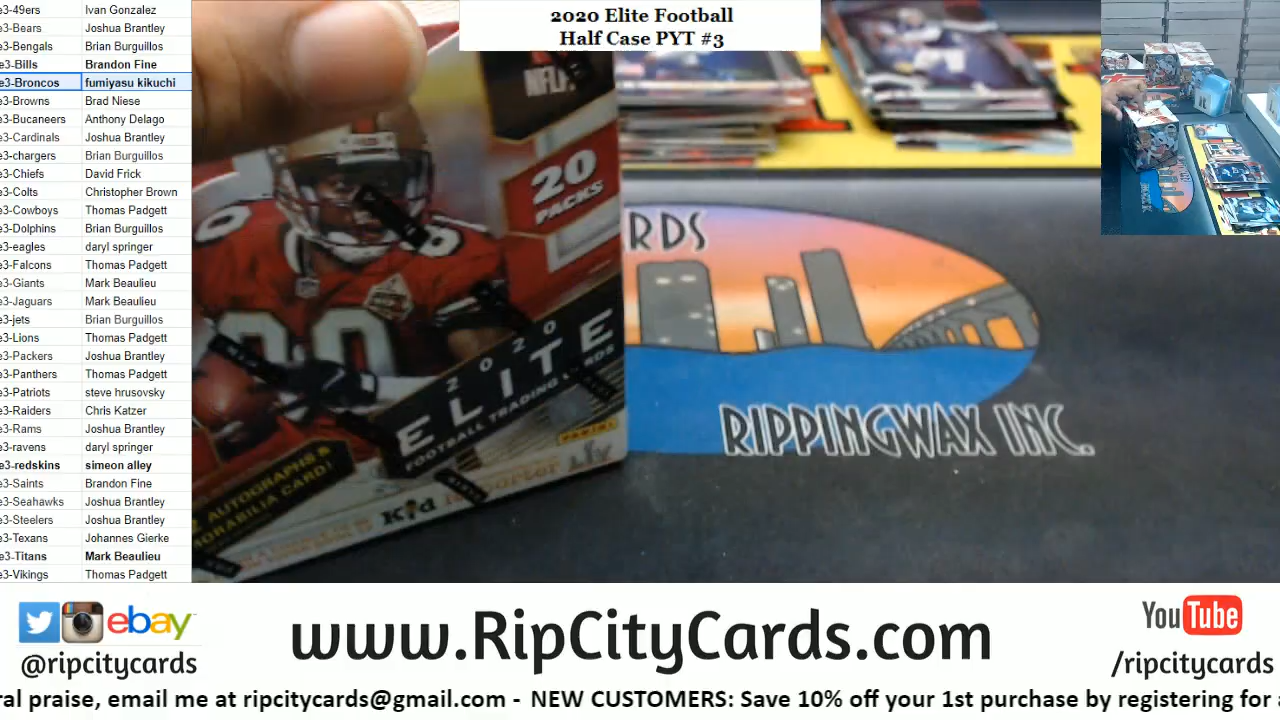 e3-49ers Ivan Gonzalez
e3-Bears Joshua Brantley
e3-Bengals Brian Burguillos
e3-Bills Brandon Fine
e3-Broncos fumiyasu kikuchi
e3-Browns Brad Niese
e3-Bucaneers Anthony Delago
e3-Cardinals Joshua Brantley
e3-chargers Brian Burguillos
e3-Chiefs David Frick
e3-Colts Christopher Brown
e3-Cowboys Thomas Padgett
e3-Dolphins Brian Burguillos
e3-eagles daryl springer
e3-Falcons Thomas Padgett
e3-Giants Mark Beaulieu
e3-Jaguars Mark Beaulieu
e3-jets Brian Burguillos
e3-Lions Thomas Padgett
e3-Packers Joshua Brantley
e3-Panthers Thomas Padgett
e3-Patriots steve hrusovsky
e3-Raiders Chris Katzer
e3-Rams Joshua Brantley
e3-ravens daryl springer
e3-redskins simeon alley
e3-Saints Brandon Fine
e3-Seahawks Joshua Brantley
e3-Steelers Joshua Brantley
e3-Texans Johannes Gierke
e3-Titans Mark Beaulieu
e3-Vikings Thomas Padgett
2020 Elite Football
Half Case PYT #3
NFL
20
PACKS
2020
ELITE
FOOTBALL TRADING CARDS
PANINI
AUTOGRAPHS &
MEMORABILIA CARD!
Kid Reporter
LIV
RDS
RIPPINGWAX INC.
ebay
@ripcitycards
www.RipCityCards.com
YouTube
/ripcitycards
ral praise, email me at ripcitycards@gmail.com - NEW CUSTOMERS: Save 10% off your 1st purchase by registering for a